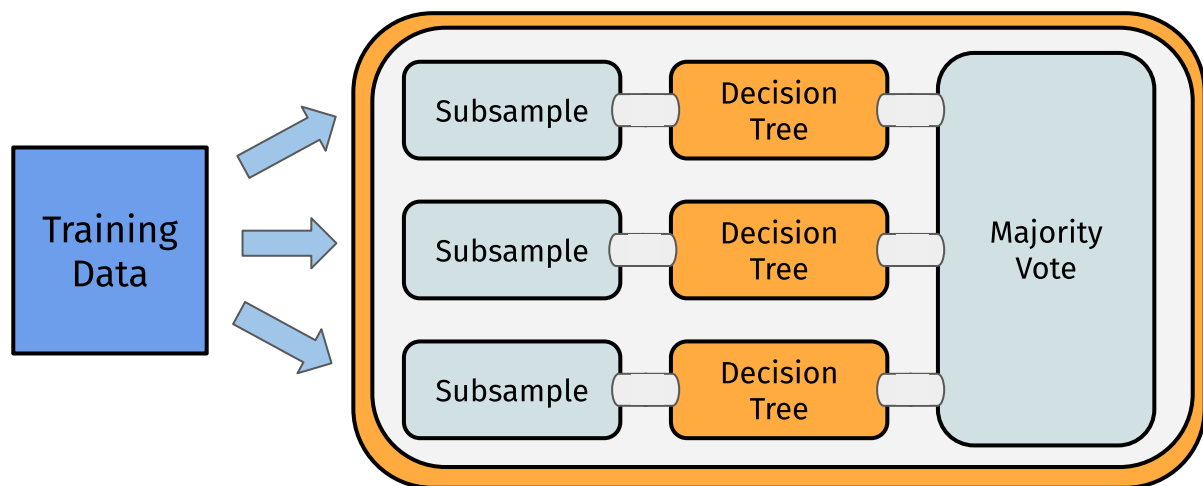 Training
Data
Subsample
Decision
Tree
Subsample
Decision
Tree
Subsample
Decision
Tree
Majority
Vote